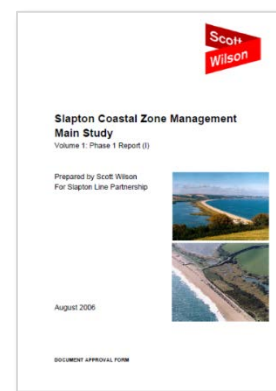 Scott
Wilson
Slapton Coastal Zone Management
Main Study
Volume 1: Phase 1 Report (I)
Prepared by Scott Wilson
For Slapton Line Partnership
August 2006
DOCUMENT APPROVAL FORM